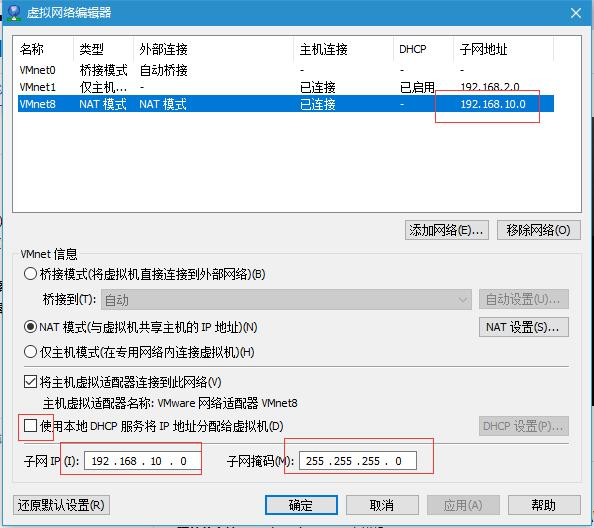 虚拟网络编辑器
名称 类型 外部连接 主机连接 DHCP 子网地址
VMnet0 桥接模式 自动桥接 - - -
VMnet1 仅主机... - 已连接 已启用 192.168.2.0
VMnet8 NAT 模式 NAT 模式 已连接 - 192.168.10.0
添加网络(E)... 移除网络(O)
VMnet 信息
桥接模式(将虚拟机直接连接到外部网络)(B)
桥接到(T): 自动 自动设置(U)...
NAT 模式(与虚拟机共享主机的 IP 地址)(N) NAT 设置(S)...
仅主机模式(在专用网络内连接虚拟机)(H)
将主机虚拟适配器连接到此网络(V)
主机虚拟适配器名称: VMware 网络适配器 VMnet8
使用本地 DHCP 服务将 IP 地址分配给虚拟机(D) DHCP 设置(P)...
子网 IP (I): 192 . 168 . 10 . 0 子网掩码(M): 255 . 255 . 255 . 0
还原默认设置(R) 确定 取消 应用(A) 帮助